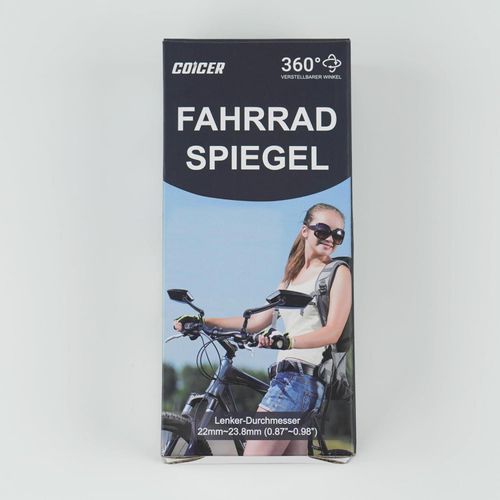 COICER
360°
VERSTELLBARER WINKEL
FAHRRAD
SPIEGEL
Lenker-Durchmesser
22mm~23.8mm (0.87"~0.98")